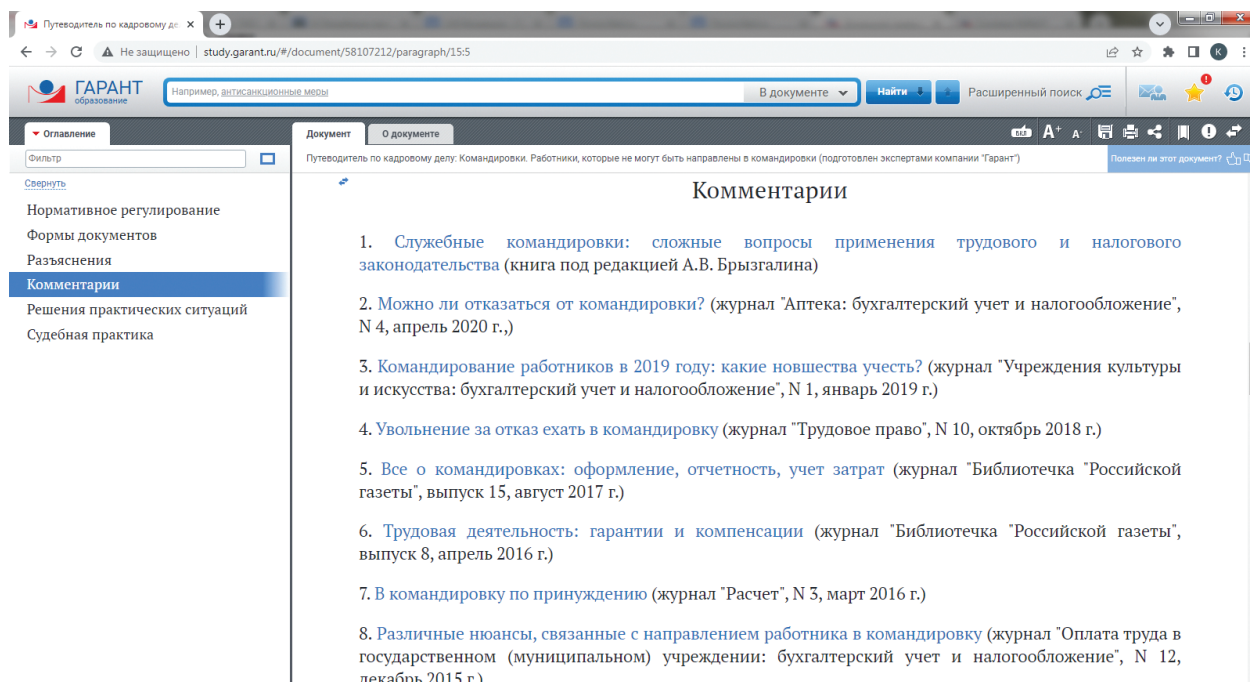 Путеводитель по кадровому де
Не защищено | study.garant.ru/#/document/58107212/paragraph/15:5
К
ГАРАНТ
образование
Например, антисанкционные меры
В документе
Найти
Расширенный поиск
Оглавление
Документ
О документе
вкл
А+ А-
Фильтр
Путеводитель по кадровому делу: Командировки. Работники, которые не могут быть направлены в командировки (подготовлен экспертами компании "Гарант")
Полезен ли этот документ?
Свернуть
Нормативное регулирование
Формы документов
Разъяснения
Комментарии
Решения практических ситуаций
Судебная практика
Комментарии
1. Служебные командировки: сложные вопросы применения трудового и налогового
законодательства (книга под редакцией А.В. Брызгалина)
2. Можно ли отказаться от командировки? (журнал "Аптека: бухгалтерский учет и налогообложение",
N 4, апрель 2020 г.,)
3. Командирование работников в 2019 году: какие новшества учесть? (журнал "Учреждения культуры
и искусства: бухгалтерский учет и налогообложение", N 1, январь 2019 г.)
4. Увольнение за отказ ехать в командировку (журнал "Трудовое право", N 10, октябрь 2018 г.)
5. Все о командировках: оформление, отчетность, учет затрат (журнал "Библиотечка "Российской
газеты", выпуск 15, август 2017 г.)
6. Трудовая деятельность: гарантии и компенсации (журнал "Библиотечка "Российской газеты",
выпуск 8, апрель 2016 г.)
7. В командировку по принуждению (журнал "Расчет", N 3, март 2016 г.)
8. Различные нюансы, связанные с направлением работника в командировку (журнал "Оплата труда в
государственном (муниципальном) учреждении: бухгалтерский учет и налогообложение", N 12,
декабрь 2015 г.)